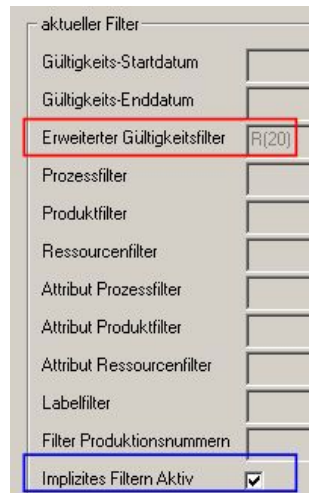 aktueller Filter
Gültigkeits-Startdatum
Gültigkeits-Enddatum
Erweiterter Gültigkeitsfilter R(20)
Prozessfilter
Produktfilter
Ressourcenfilter
Attribut Prozessfilter
Attribut Produktfilter
Attribut Ressourcenfilter
Labelfilter
Filter Produktionsnummern
Implizites Filtern Aktiv